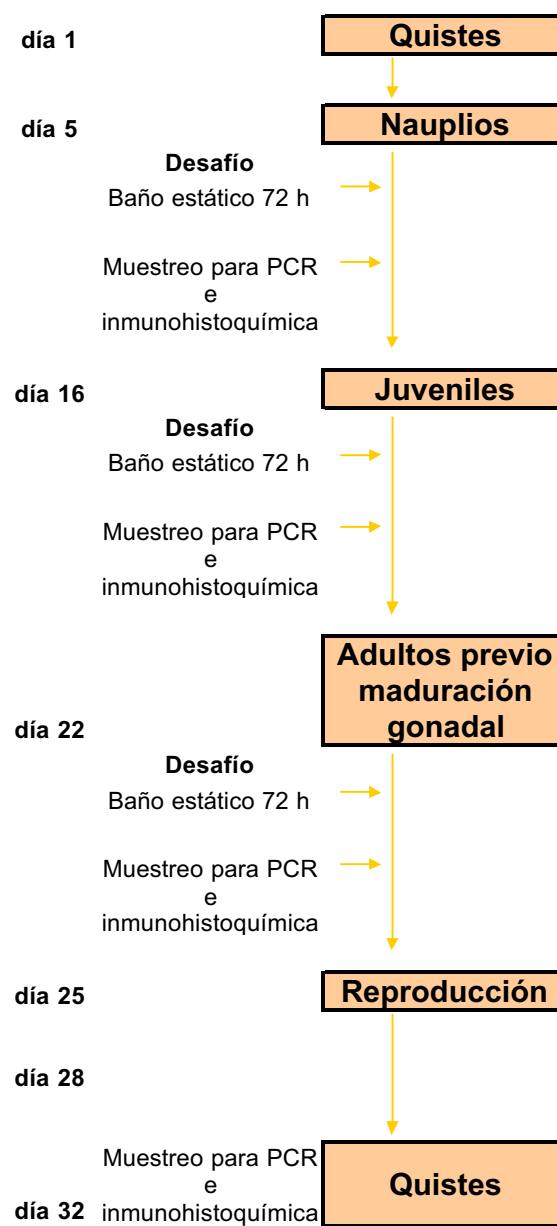 día 1
Quistes
día 5
Nauplios
Desafío
Baño estático 72 h
Muestreo para PCR
e
inmunohistoquímica
día 16
Juveniles
Desafío
Baño estático 72 h
Muestreo para PCR
e
inmunohistoquímica
Adultos previo
maduración
gonadal
día 22
Desafío
Baño estático 72 h
Muestreo para PCR
e
inmunohistoquímica
día 25
Reproducción
día 28
Muestreo para PCR
e
inmunohistoquímica
Quistes
día 32